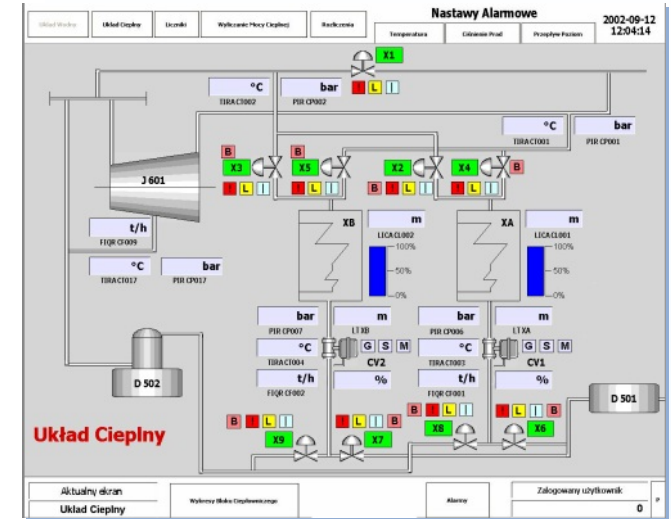 Układ Wodny
Układ Cieplny
Liczniki
Wyliczanie Mocy Cieplnej
Rozliczenia
Nastawy Alarmowe
Temperatura
Ciśnienie Prąd
Przepływ Poziom
2002-09-12
12:04:14
X1
! L I
°C
TIRA CT002
bar
PIR CP002
°C
TIRA CT001
bar
PIR CP001
B
X3
! L I
B
X5
! L I
X2
B ! L I
X4
B
! L I
J 601
t/h
FIQR CF009
°C
TIRA CT017
bar
PIR CP017
XB
m
LICA CL002
100%
50%
0%
XA
m
LICA CL001
100%
50%
0%
bar
PIR CP007
m
LT XB
°C
TIRA CT004
G S M
CV2
t/h
FIQR CF002
%
bar
PIR CP006
m
LT XA
°C
TIRA CT003
G S M
CV1
t/h
FIQR CF001
%
D 502
D 501
B ! L I
X9
! L I B
X7
B ! L I
X8
! L I B
X6
Układ Cieplny
Aktualny ekran
Układ Cieplny
Wykresy Bloku Ciepłowniczego
Alarmy
Zalogowany użytkownik
0
P